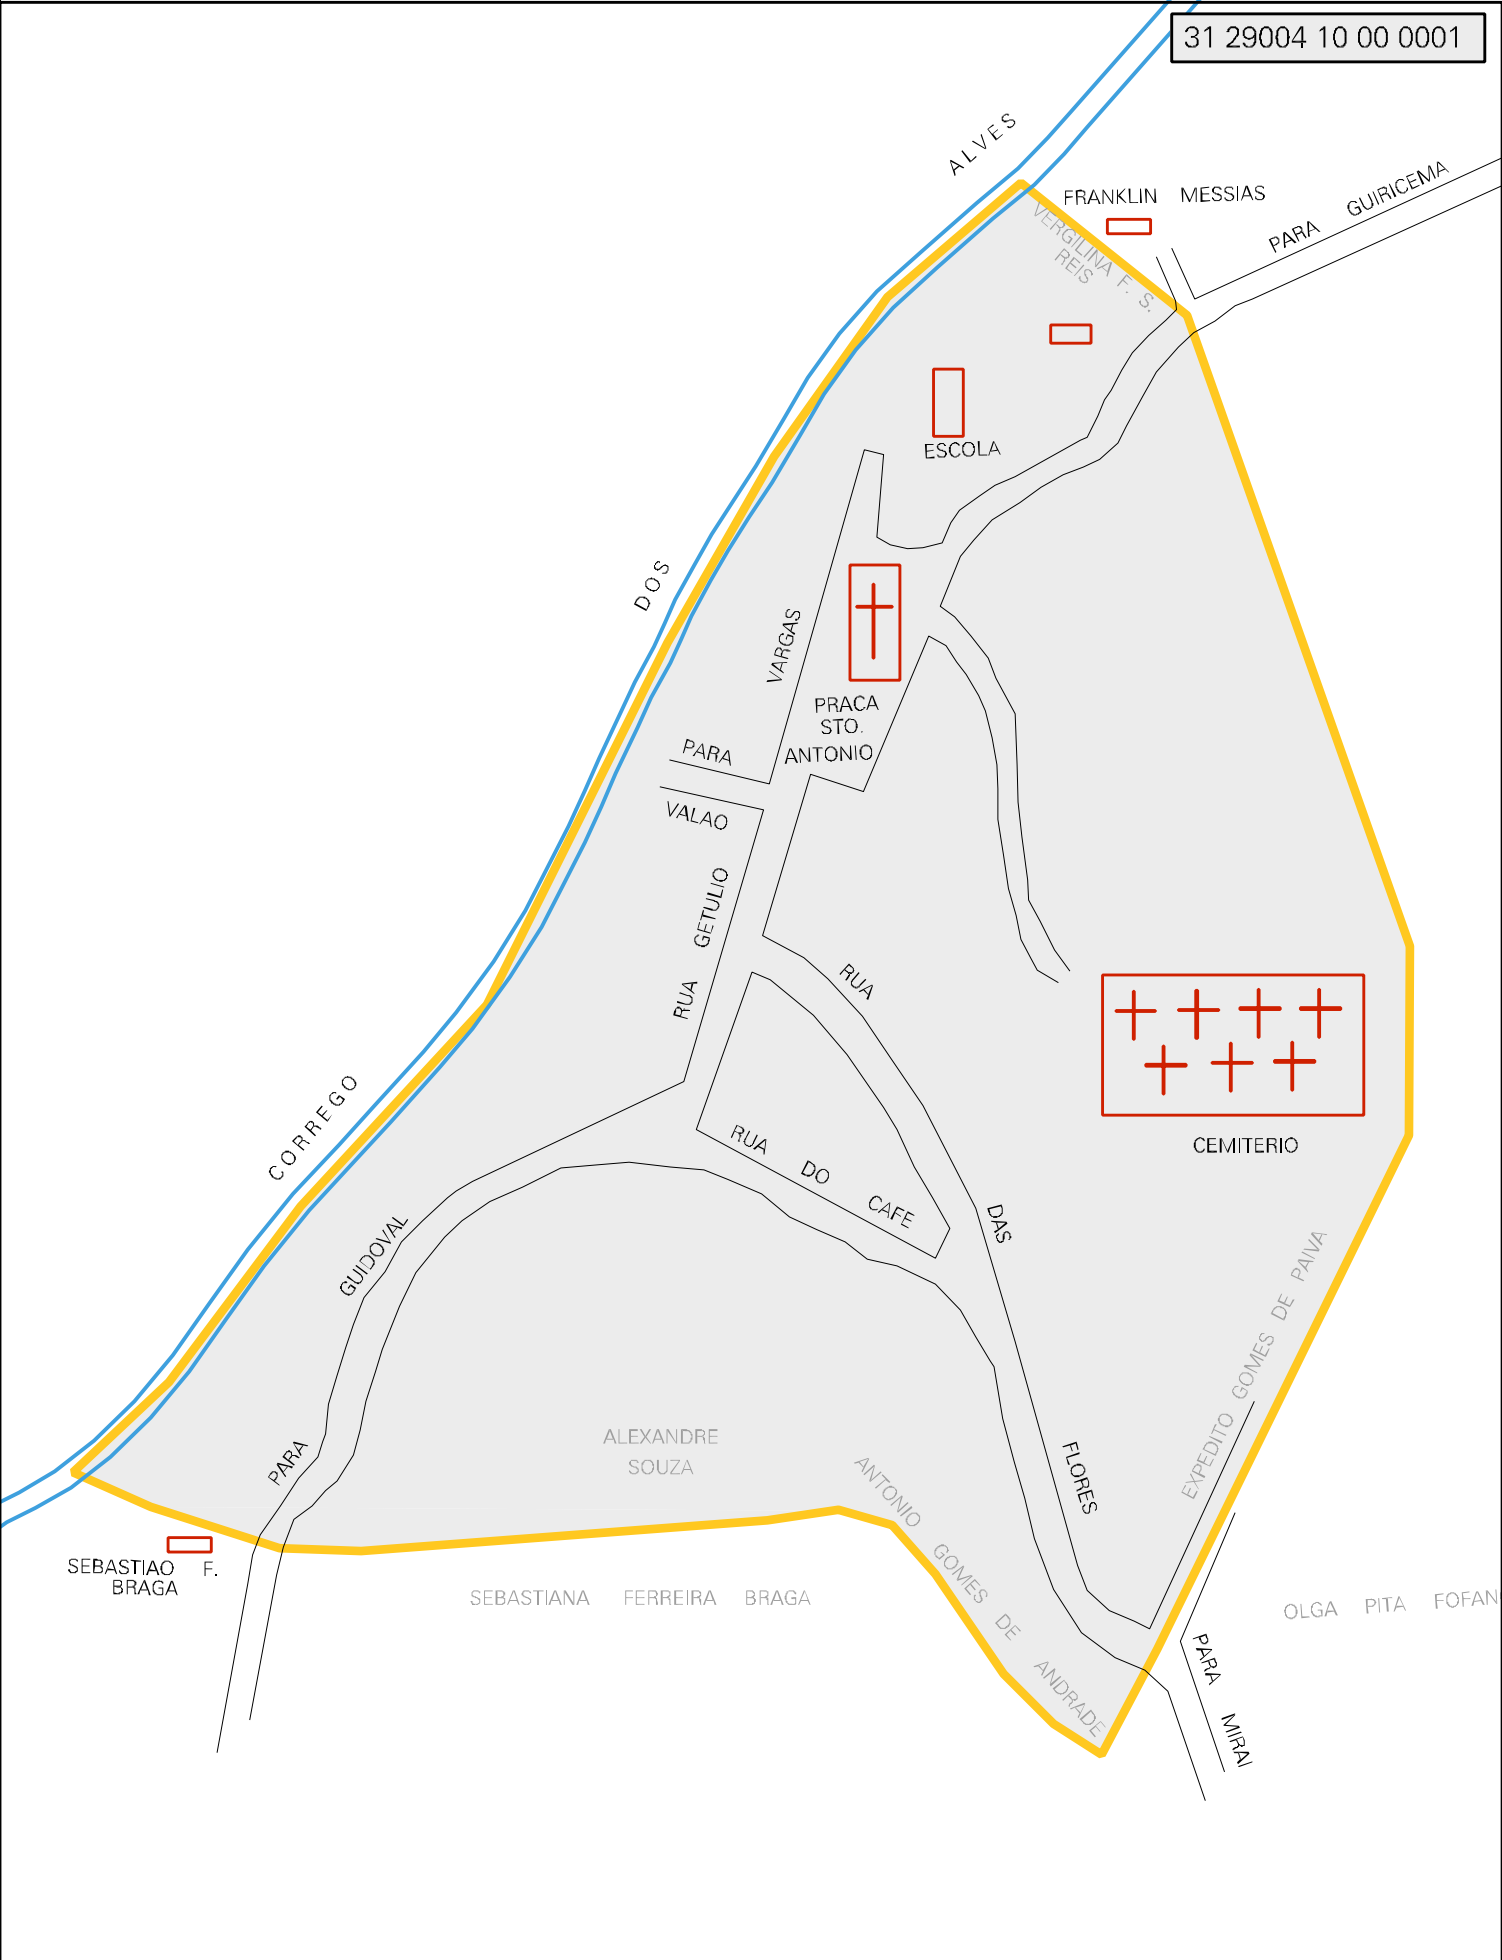 31 29004 10 00 0001
CORREGO DOS ALVES
FRANKLIN MESSIAS
PARA GUIRICEMA
VERGILINA F. S.
REIS
ESCOLA
PRACA
STO.
ANTONIO
PARA
VALAO
RUA GETULIO VARGAS
RUA DAS FLORES
RUA DO CAFE
CEMITERIO
PARA GUIDOVAL
EXPEDITO GOMES DE PAIVA
ALEXANDRE
SOUZA
ANTONIO GOMES DE ANDRADE
SEBASTIAO F.
BRAGA
SEBASTIANA FERREIRA BRAGA
OLGA PITA
PARA MIRAI